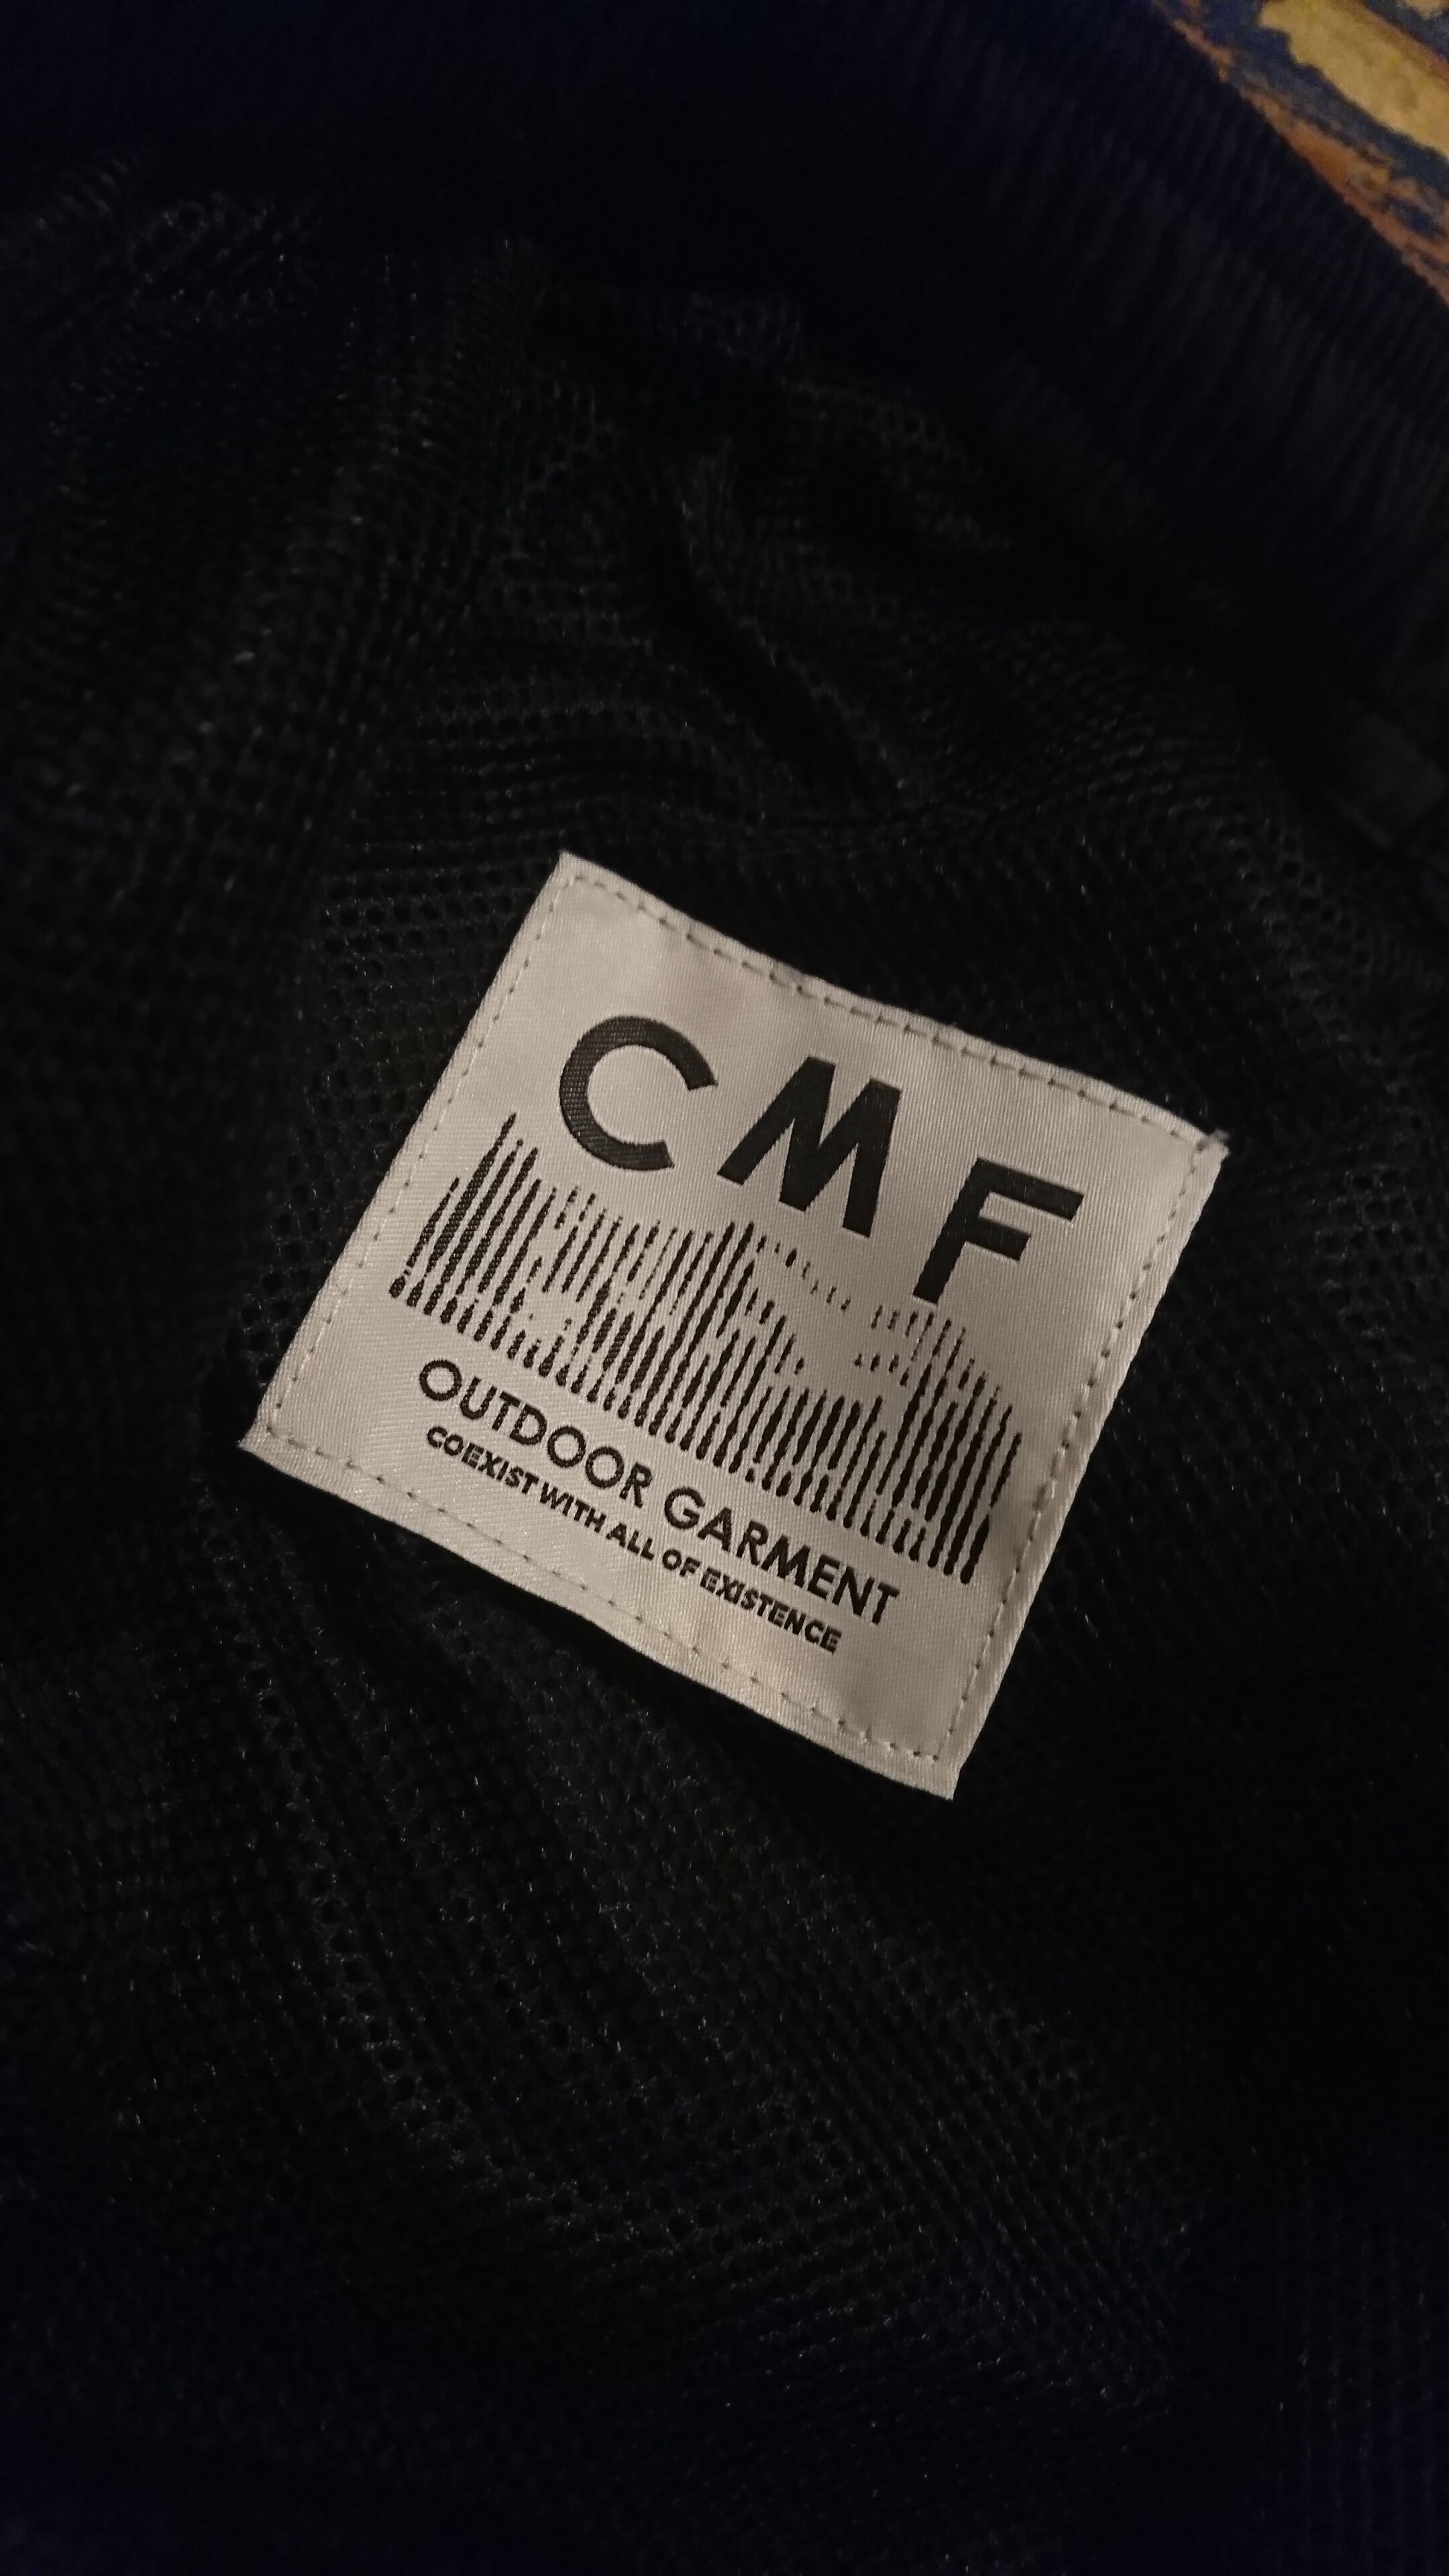 CMF
OUTDOOR GARMENT
COEXIST WITH ALL OF EXISTENCE